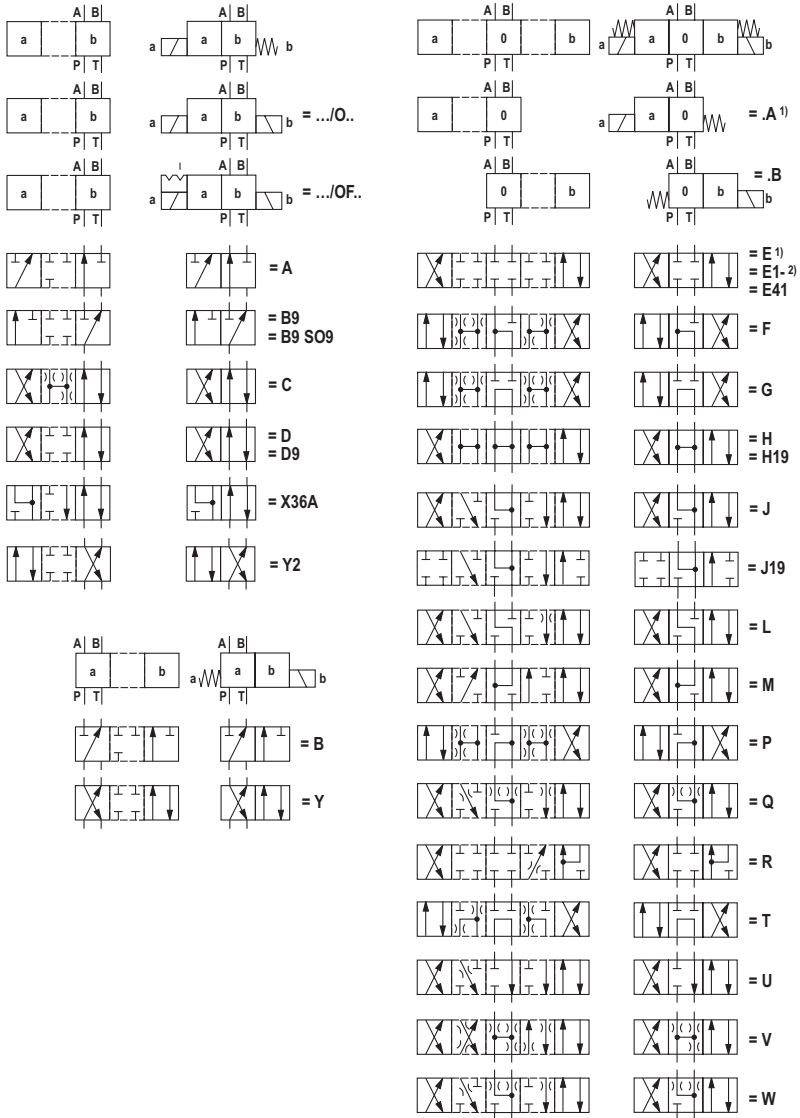 A B
a b
P T
A B
a a b b
P T
A B
a b
P T
A B
a a b b = .../O..
P T
A B
a b
P T
A B
a a b b = .../OF..
P T
= A
= B9
= B9 SO9
= C
= D
= D9
= X36A
= Y2
A B
a b
P T
A B
a a b b
P T
= B
= Y
A B
a 0 b
P T
A B
a a 0 b b
P T
A B
a 0
P T
A B
a a 0 = .A 1)
P T
A B
0 b
P T
A B
0 b b = .B
P T
= E 1)
= E1- 2)
= E41
= F
= G
= H
= H19
= J
= J19
= L
= M
= P
= Q
= R
= T
= U
= V
= W